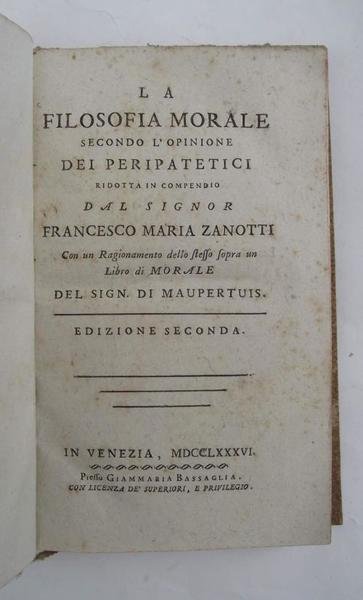 LA
FILOSOFIA MORALE
SECONDO L'OPINIONE
DEI PERIPATETICI
RIDOTTA IN COMPENDIO
DAL SIGNOR
FRANCESCO MARIA ZANOTTI
Con un Ragionamento dello ſteſſo ſopra un
Libro di MORALE
DEL SIGN. DI MAUPERTUIS.
EDIZIONE SECONDA.
IN VENEZIA, MDCCLXXXVI.
Preſſo GIAMMARIA BASSAGLIA.
CON LICENZA DE' SUPERIORI, E PRIVILEGIO.